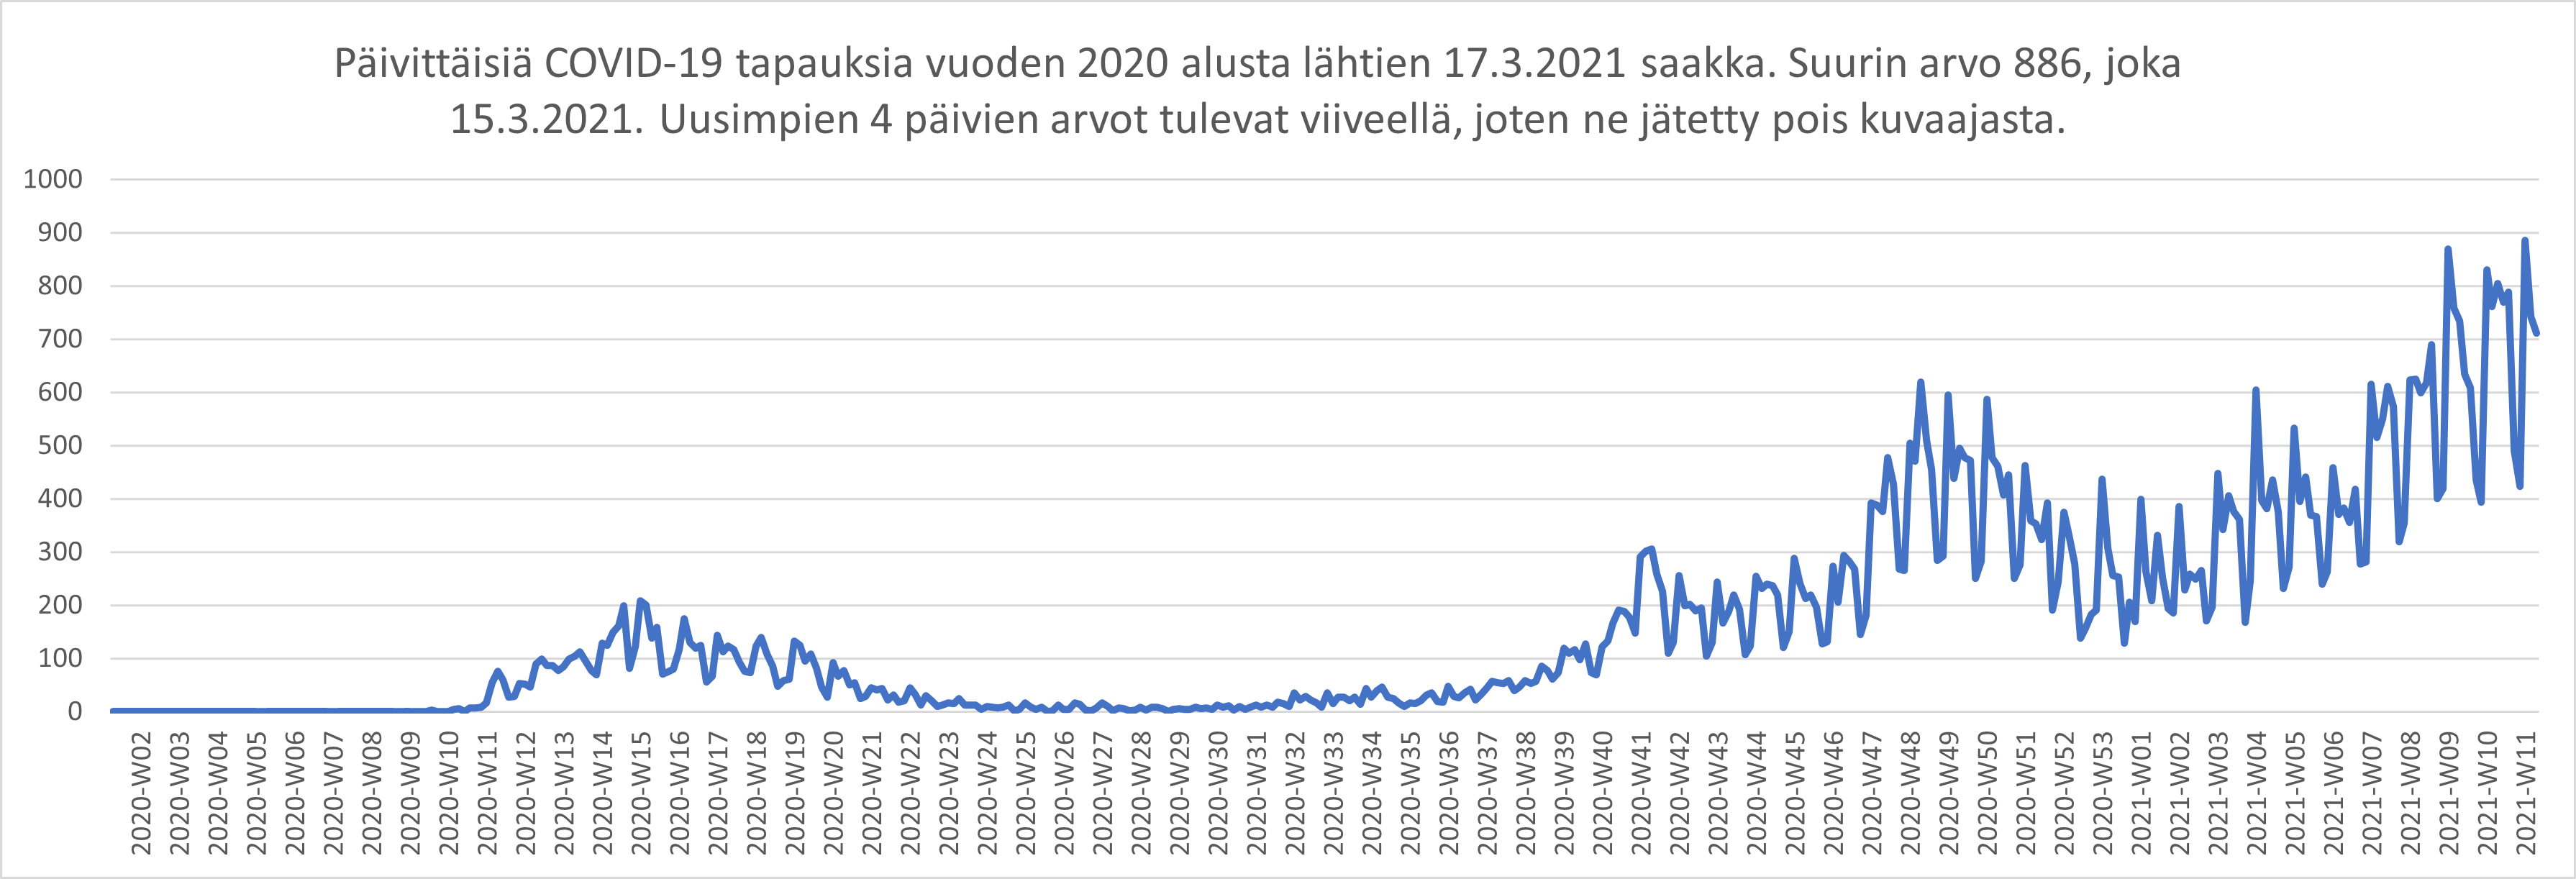 Päivittäisiä COVID-19 tapauksia vuoden 2020 alusta lähtien 17.3.2021 saakka. Suurin arvo 886, joka
15.3.2021. Uusimpien 4 päivien arvot tulevat viiveellä, joten ne jätetty pois kuvaajasta.
1000
900
800
700
600
500
400
300
200
100
0
2020-W02
2020-W03
2020-W04
2020-W05
2020-W06
2020-W07
2020-W08
2020-W09
2020-W10
2020-W11
2020-W12
2020-W13
2020-W14
2020-W15
2020-W16
2020-W17
2020-W18
2020-W19
2020-W20
2020-W21
2020-W22
2020-W23
2020-W24
2020-W25
2020-W26
2020-W27
2020-W28
2020-W29
2020-W30
2020-W31
2020-W32
2020-W33
2020-W34
2020-W35
2020-W36
2020-W37
2020-W38
2020-W39
2020-W40
2020-W41
2020-W42
2020-W43
2020-W44
2020-W45
2020-W46
2020-W47
2020-W48
2020-W49
2020-W50
2020-W51
2020-W52
2020-W53
2021-W01
2021-W02
2021-W03
2021-W04
2021-W05
2021-W06
2021-W07
2021-W08
2021-W09
2021-W10
2021-W11